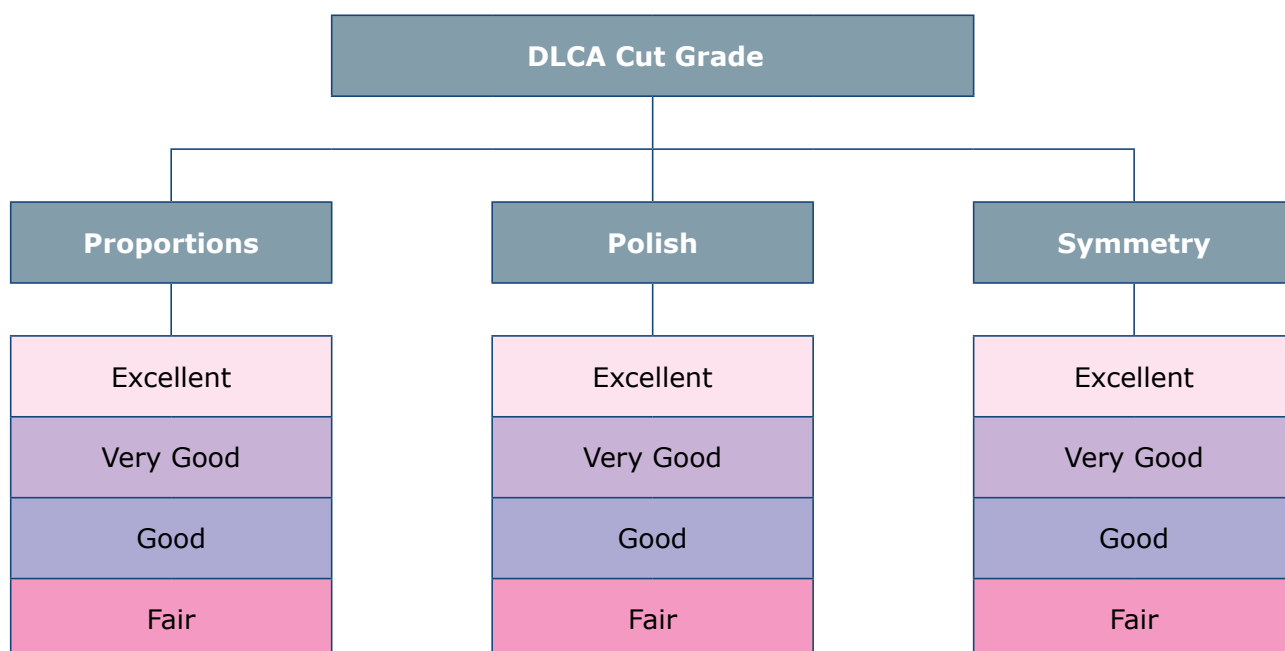 DLCA Cut Grade
Proportions
Polish
Symmetry
Excellent
Excellent
Excellent
Very Good
Very Good
Very Good
Good
Good
Good
Fair
Fair
Fair